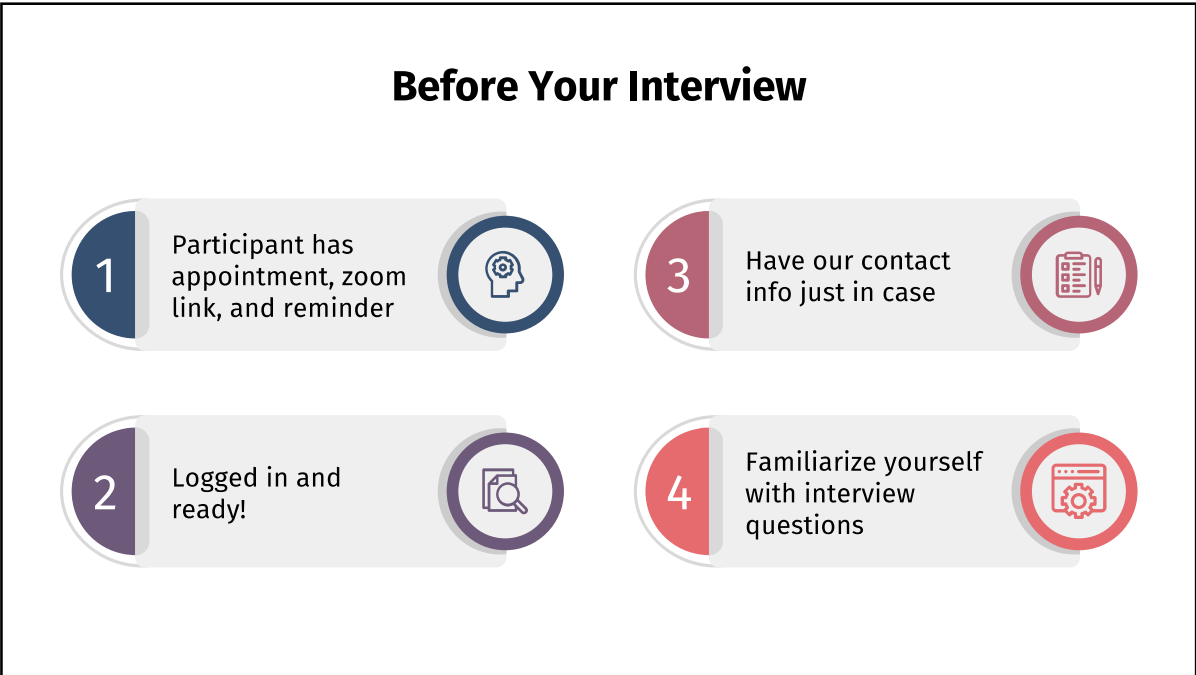 Before Your Interview
1
Participant has
appointment, zoom
link, and reminder
2
Logged in and
ready!
3
Have our contact
info just in case
4
Familiarize yourself
with interview
questions